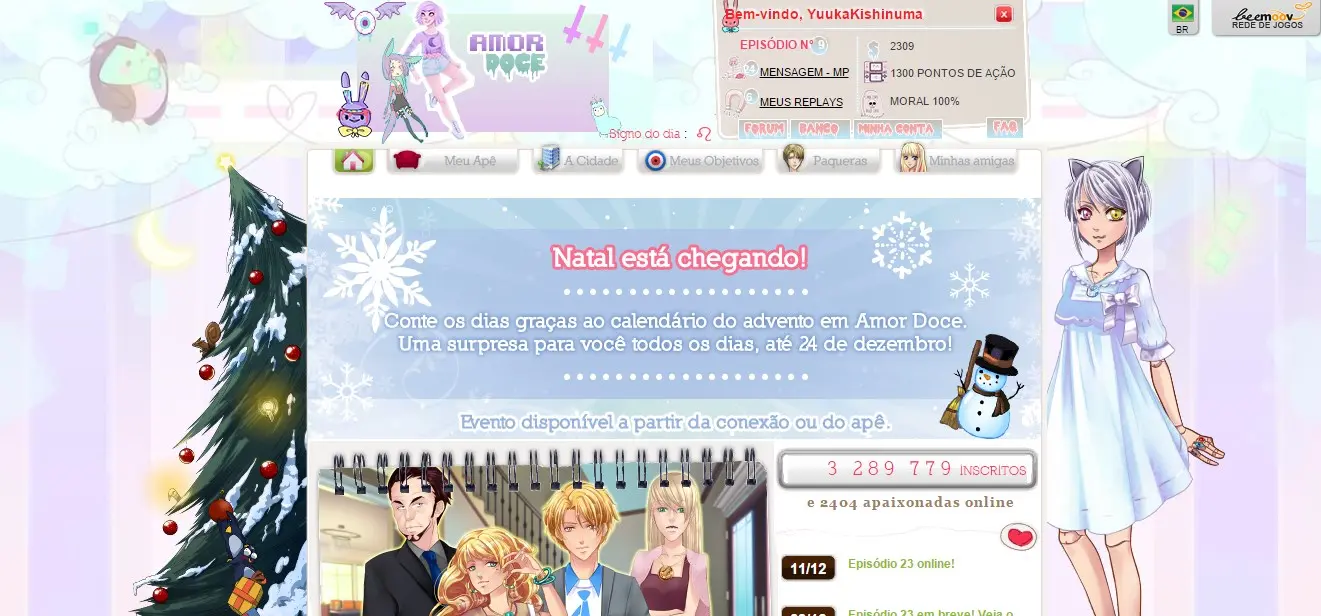 AMOR
DOCE
Bem-vindo, YuukaKishinuma
x
BR
beemoov
REDE DE JOGOS
EPISÓDIO Nº 9
$ 2309
24 MENSAGEM - MP
1300 PONTOS DE AÇÃO
6 MEUS REPLAYS
MORAL 100%
FORUM
BANCO
MINHA CONTA
FAQ
Signo do dia : ♌
Meu Apê
A Cidade
Meus Objetivos
Paqueras
Minhas amigas
Natal está chegando!
Conte os dias graças ao calendário do advento em Amor Doce.
Uma surpresa para você todos os dias, até 24 de dezembro!
Evento disponível a partir da conexão ou do apê.
3 289 779 INSCRITOS
e 2404 apaixonadas online
11/12 Episódio 23 online!
Episódio 23 em breve! Veja o